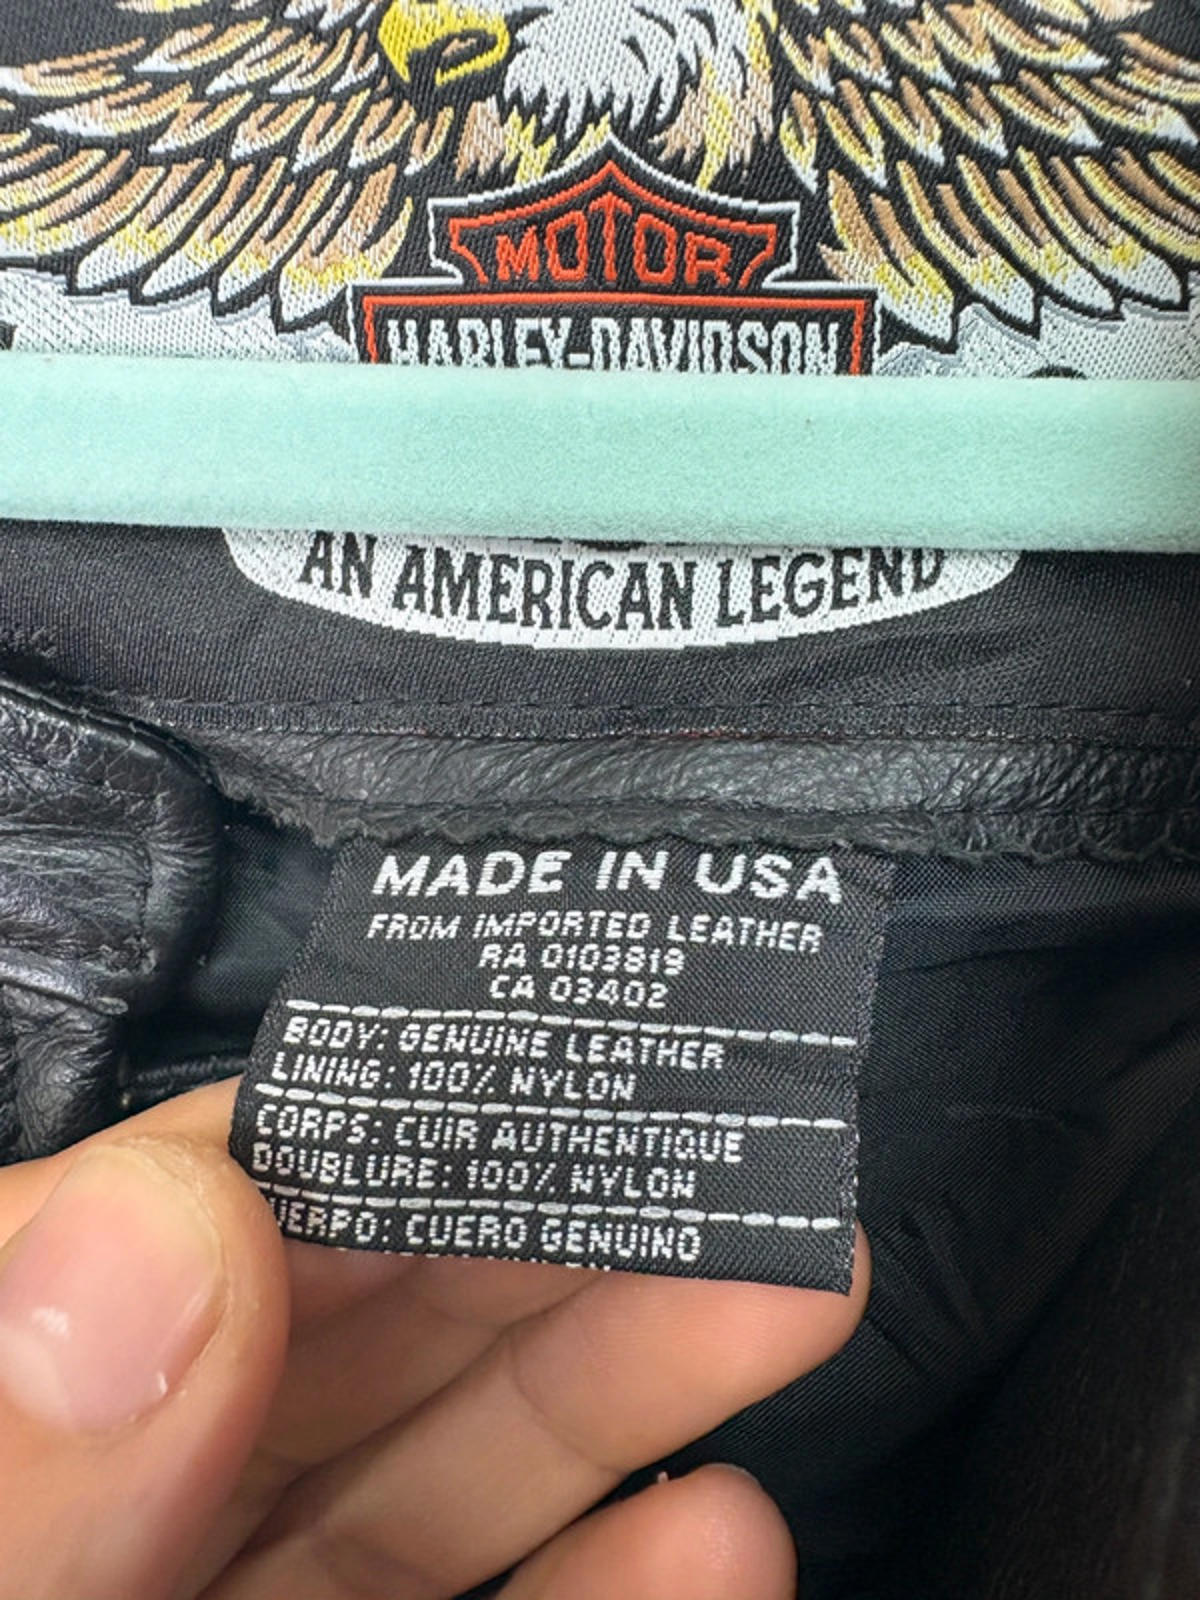 MOTOR
HARLEY-DAVIDSON
AN AMERICAN LEGEND
MADE IN USA
FROM IMPORTED LEATHER
RA 0103819
CA 03402
BODY: GENUINE LEATHER
LINING: 100% NYLON
CORPS: CUIR AUTHENTIQUE
DOUBLURE: 100% NYLON
CUERPO: CUERO GENUINO